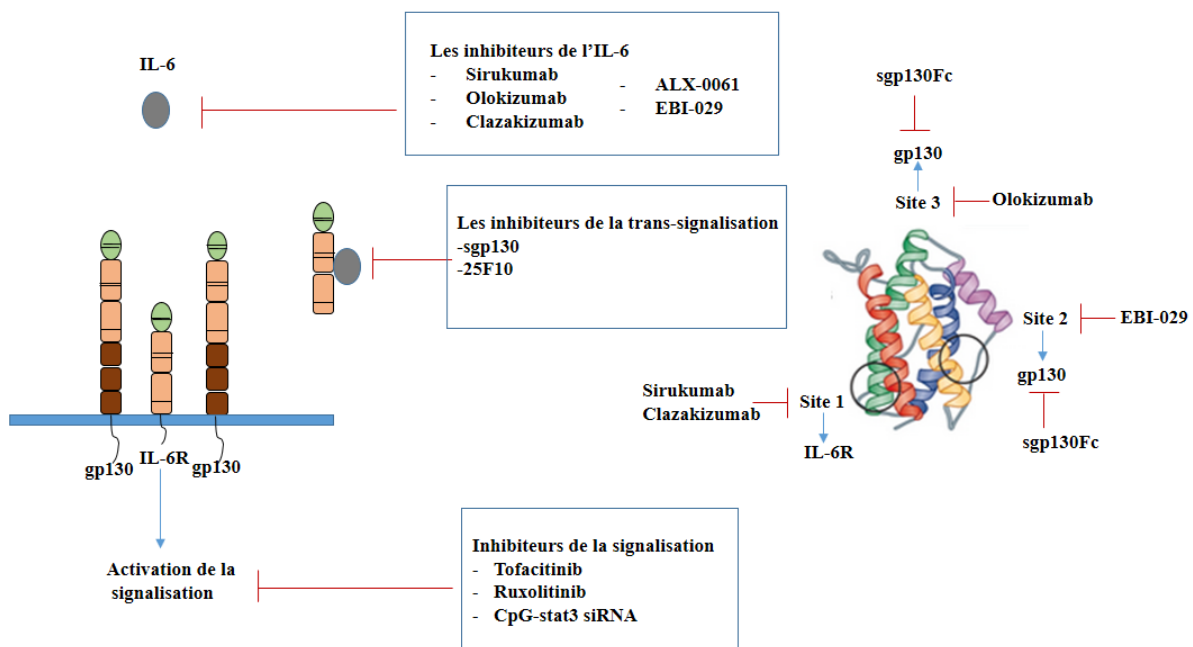 IL-6
Les inhibiteurs de l’IL-6
- Sirukumab
- Olokizumab
- Clazakizumab
- ALX-0061
- EBI-029
Les inhibiteurs de la trans-signalisation
-sgp130
-25F10
gp130
IL-6R
gp130
Activation de la
signalisation
Inhibiteurs de la signalisation
- Tofacitinib
- Ruxolitinib
- CpG-stat3 siRNA
sgp130Fc
gp130
Site 3
Olokizumab
Site 2
EBI-029
gp130
sgp130Fc
Sirukumab
Clazakizumab
Site 1
IL-6R